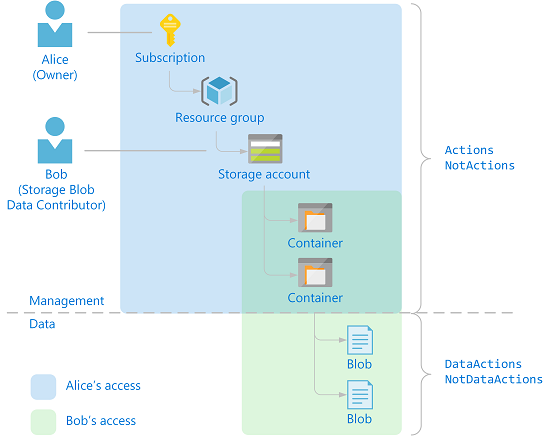 Alice
(Owner)
Subscription
Resource group
Bob
(Storage Blob
Data Contributor)
Storage account
Actions
NotActions
Container
Container
Management
Data
Blob
Blob
DataActions
NotDataActions
Alice's access
Bob's access